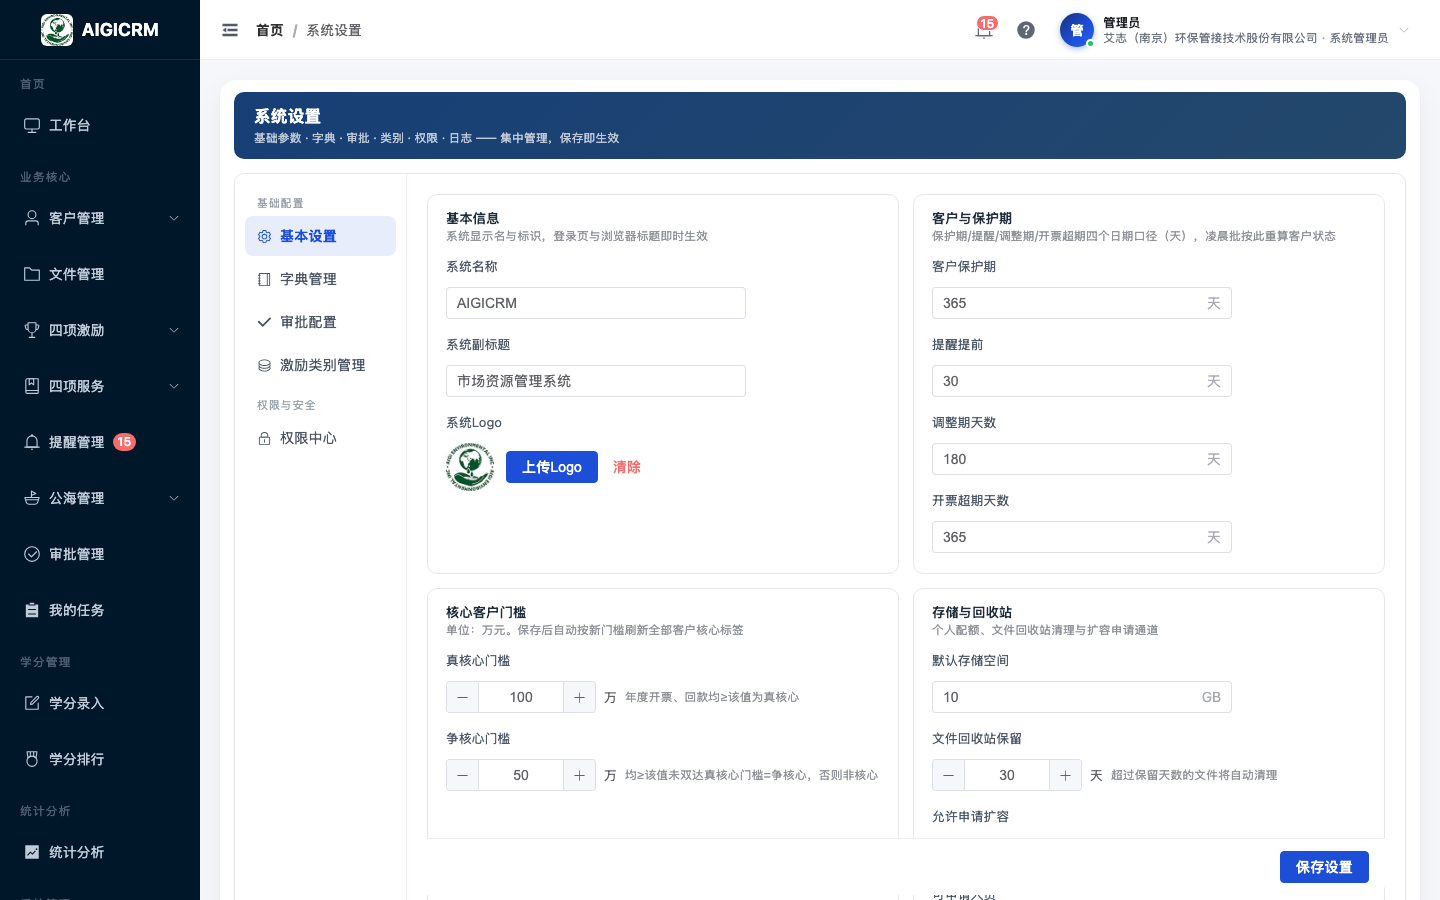 AIGICRM
首页
工作台
业务核心
客户管理
文件管理
四项激励
四项服务
提醒管理 15
公海管理
审批管理
我的任务
学分管理
学分录入
学分排行
统计分析
统计分析
首页 / 系统设置
15
管
管理员
艾志（南京）环保管接技术股份有限公司 · 系统管理员
系统设置
基础参数 · 字典 · 审批 · 类别 · 权限 · 日志 —— 集中管理，保存即生效
基础配置
基本设置
字典管理
审批配置
激励类别管理
权限与安全
权限中心
基本信息
系统显示名与标识，登录页与浏览器标题即时生效
系统名称
AIGICRM
系统副标题
市场资源管理系统
系统Logo
上传Logo 清除
客户与保护期
保护期/提醒/调整期/开票超期四个日期口径（天），凌晨批按此重算客户状态
客户保护期
365 天
提醒提前
30 天
调整期天数
180 天
开票超期天数
365 天
核心客户门槛
单位：万元。保存后自动按新门槛刷新全部客户核心标签
真核心门槛
100 万 年度开票、回款均≥该值为真核心
争核心门槛
50 万 均≥该值未双达真核心门槛=争核心，否则非核心
存储与回收站
个人配额、文件回收站清理与扩容申请通道
默认存储空间
10 GB
文件回收站保留
30 天 超过保留天数的文件将自动清理
允许申请扩容
保存设置